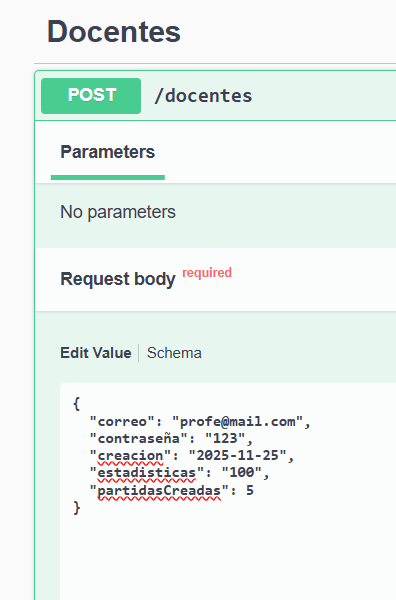 Docentes
POST /docentes
Parameters
No parameters
Request body required
Edit Value Schema
{
"correo": "profe@mail.com",
"contraseña": "123",
"creacion": "2025-11-25",
"estadisticas": "100",
"partidasCreadas": 5
}